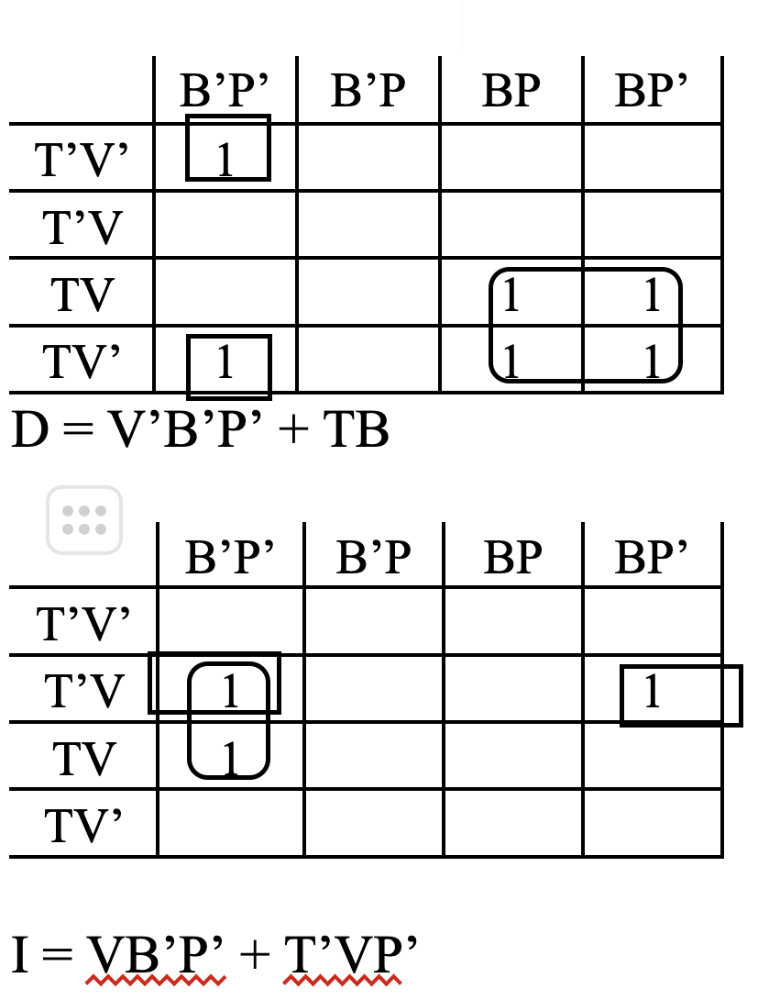 B’P’ B’P BP BP’
T’V’ 1
T’V
TV 1 1
TV’ 1 1 1
D = V’B’P’ + TB
B’P’ B’P BP BP’
T’V’
T’V 1 1
TV 1
TV’
I = VB’P’ + T’VP’